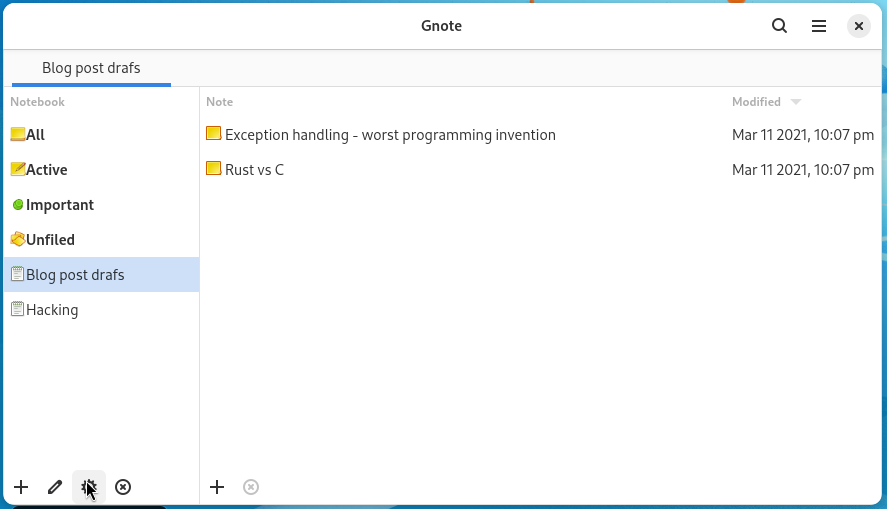 Gnote
Blog post drafs
Notebook
Note
Modified
All
Exception handling - worst programming invention
Mar 11 2021, 10:07 pm
Active
Rust vs C
Mar 11 2021, 10:07 pm
Important
Unfiled
Blog post drafs
Hacking